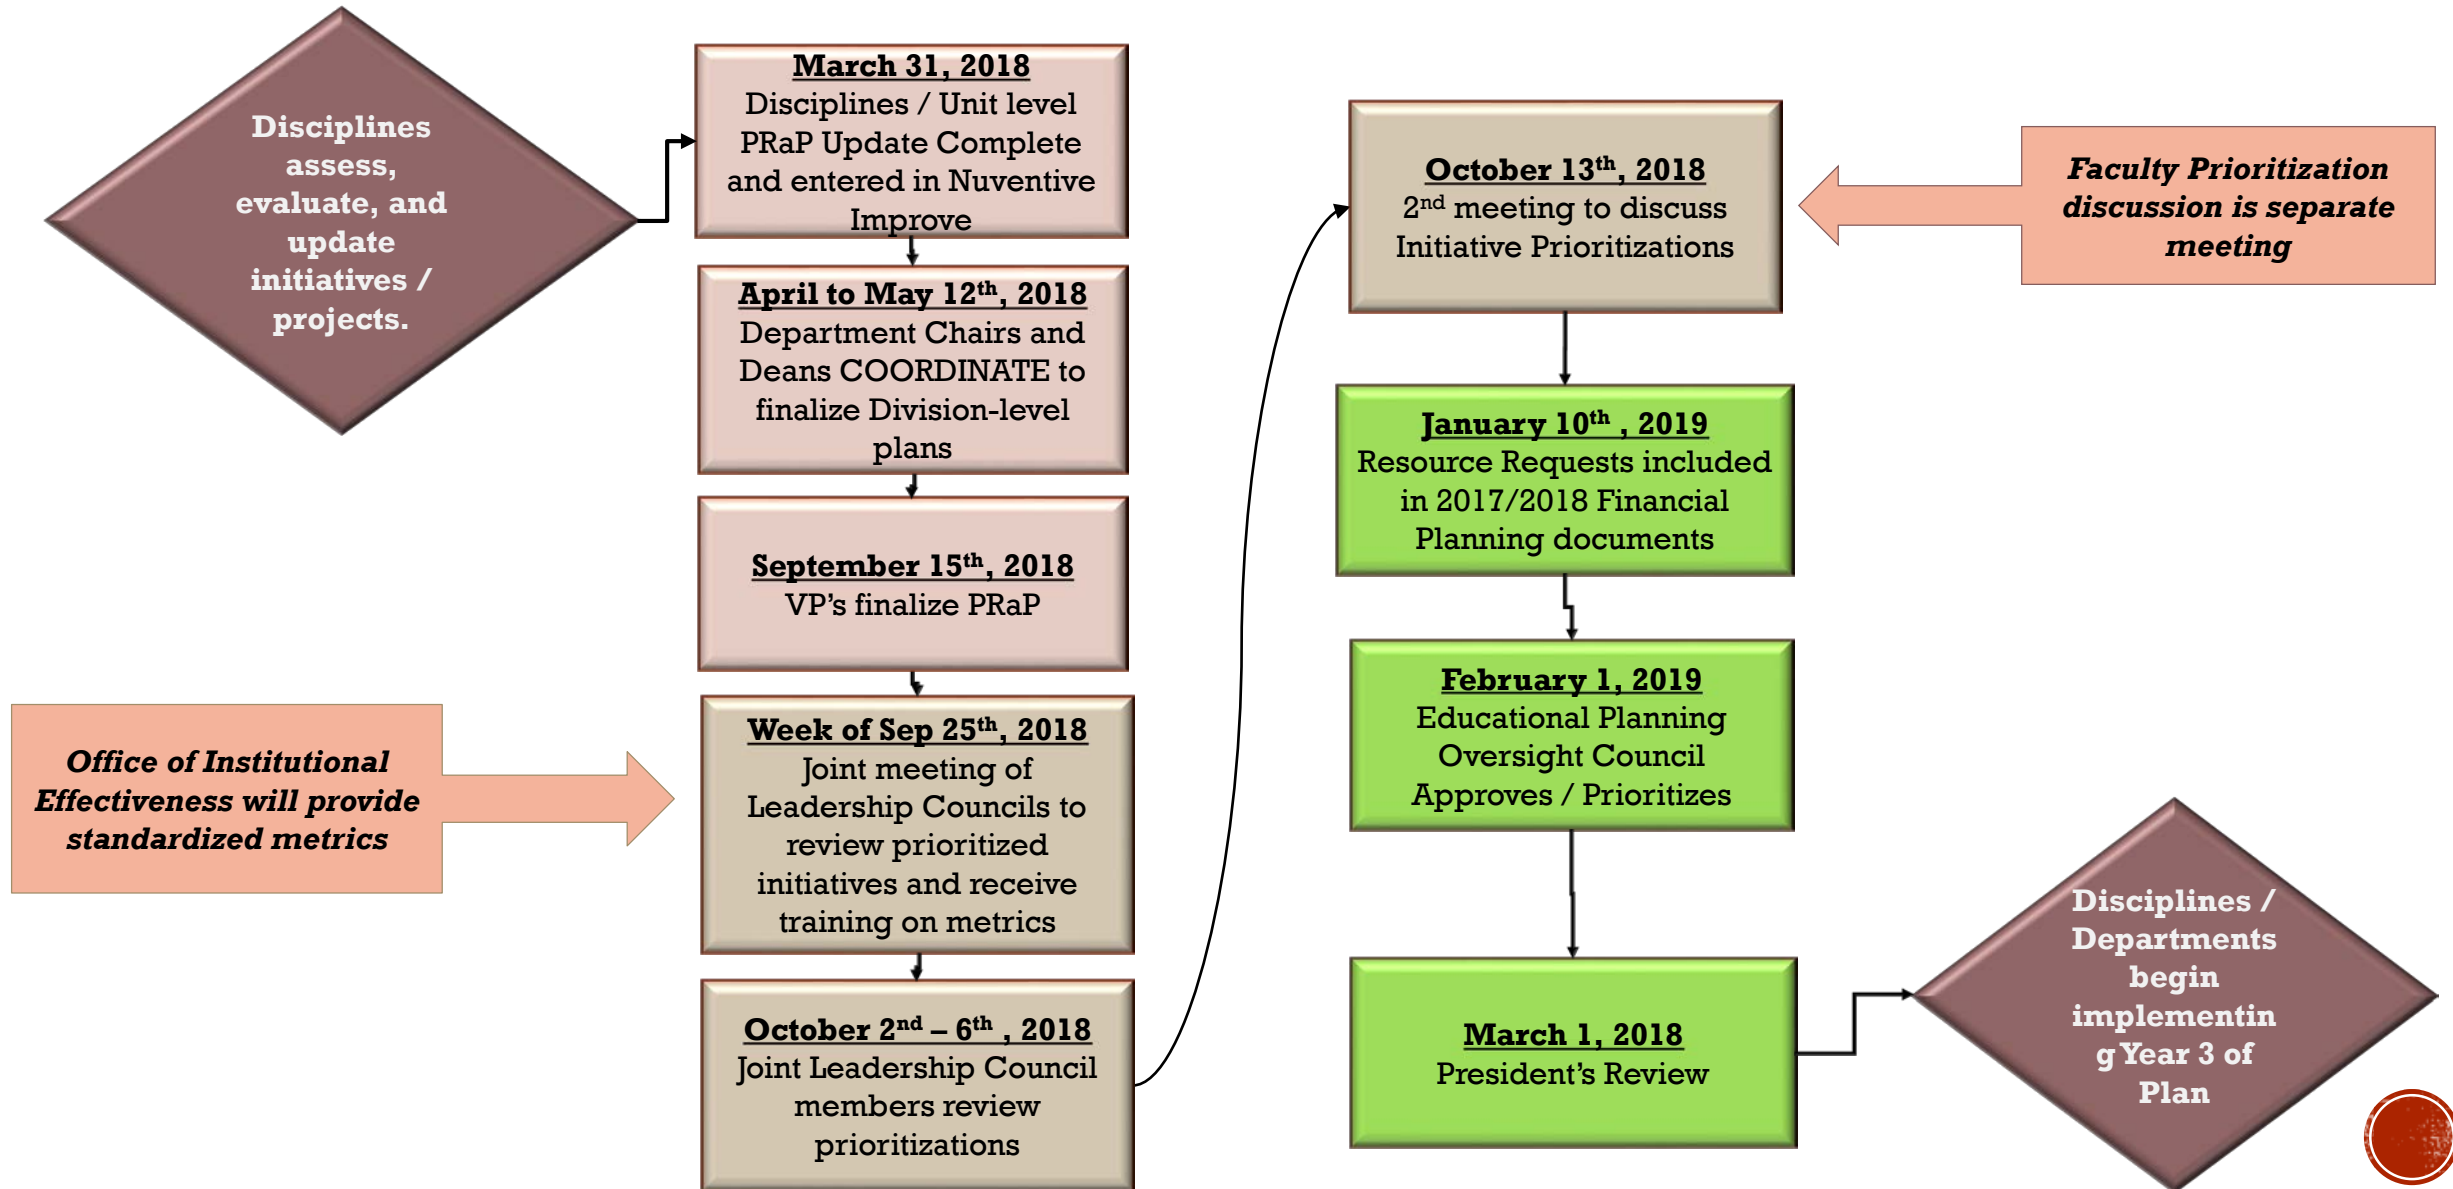 Disciplines
assess,
evaluate, and
update
initiatives /
projects.
March 31, 2018
Disciplines / Unit level
PRaP Update Complete
and entered in Nuventive
Improve
April to May 12th, 2018
Department Chairs and
Deans COORDINATE to
finalize Division-level
plans
September 15th, 2018
VP’s finalize PRaP
Office of Institutional
Effectiveness will provide
standardized metrics
Week of Sep 25th, 2018
Joint meeting of
Leadership Councils to
review prioritized
initiatives and receive
training on metrics
October 2nd – 6th , 2018
Joint Leadership Council
members review
prioritizations
October 13th, 2018
2nd meeting to discuss
Initiative Prioritizations
Faculty Prioritization
discussion is separate
meeting
January 10th , 2019
Resource Requests included
in 2017/2018 Financial
Planning documents
February 1, 2019
Educational Planning
Oversight Council
Approves / Prioritizes
March 1, 2018
President’s Review
Disciplines /
Departments
begin
implementin
g Year 3 of
Plan